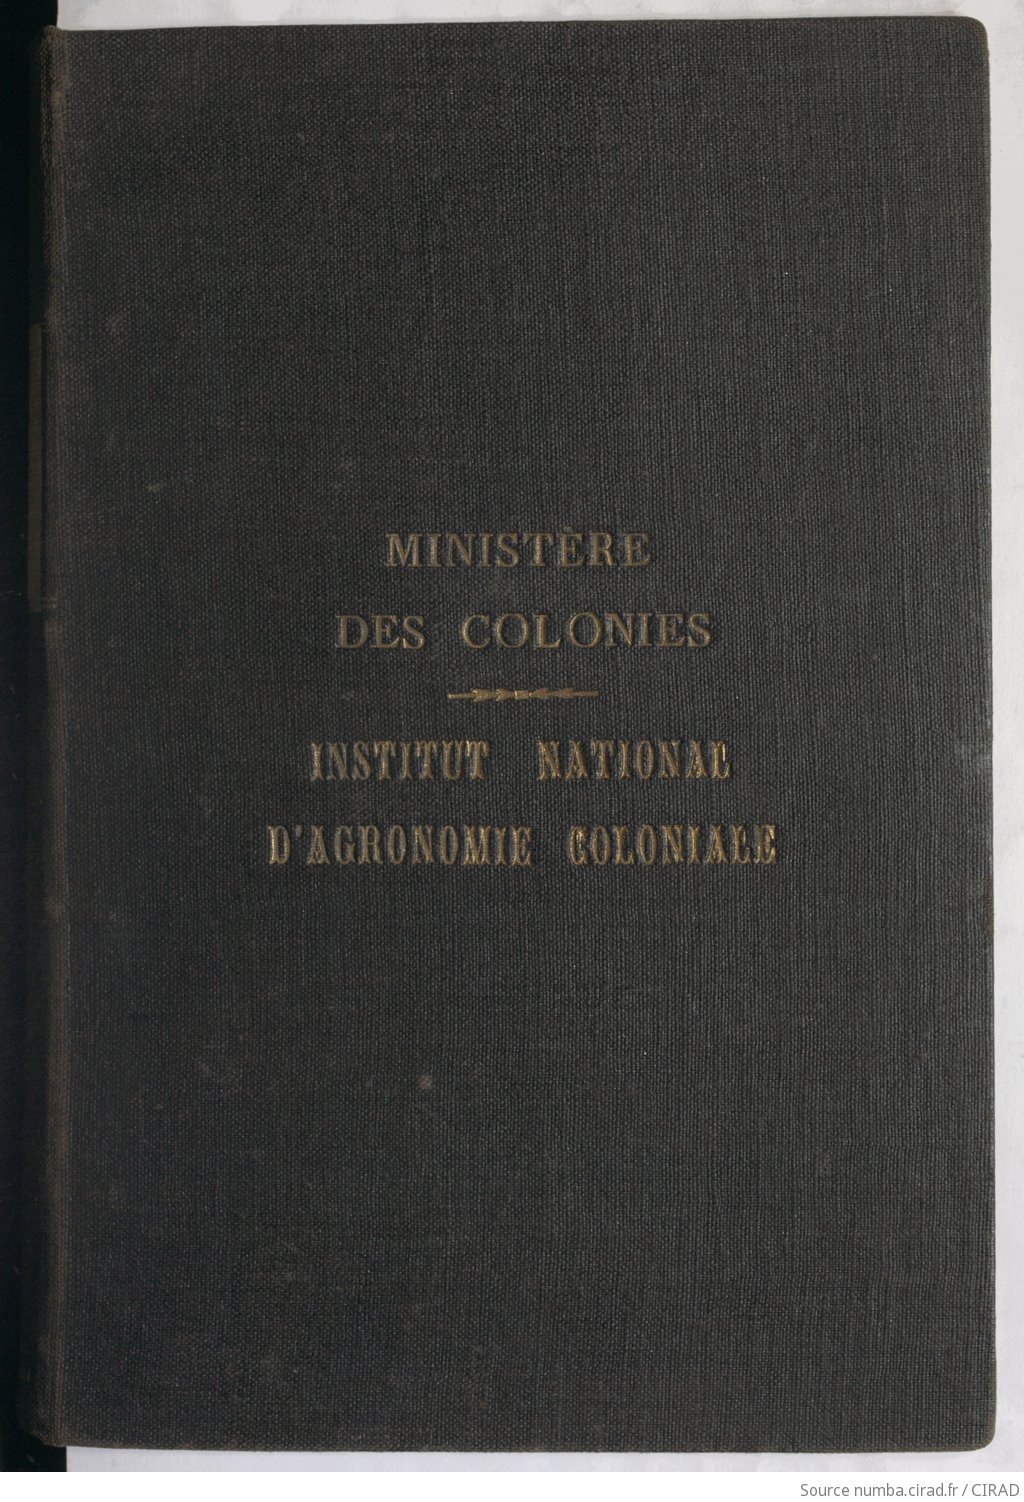 MINISTÈRE
DES COLONIES
INSTITUT NATIONAL
D'AGRONOMIE COLONIALE
Source numba.cirad.fr / CIRAD